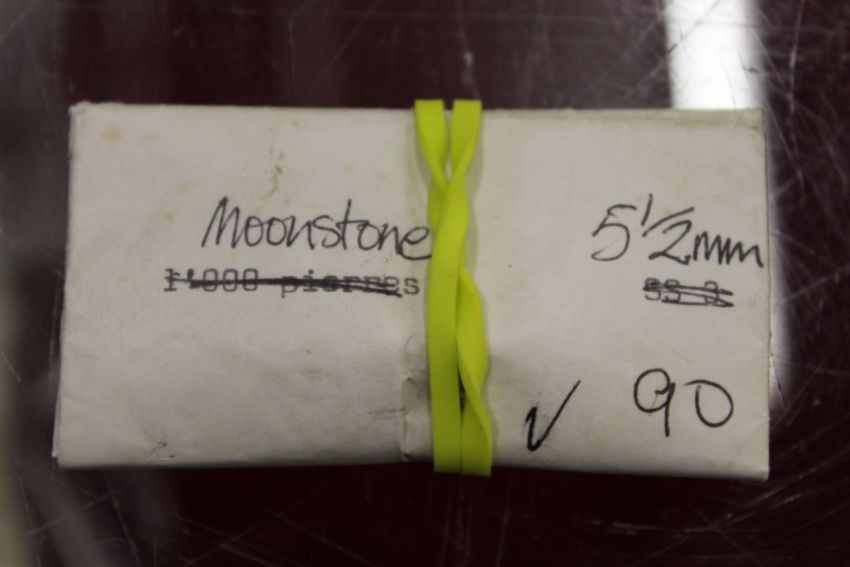 Moonstone 5 1/2mm
1'000 pierres SS 3
✓ 90